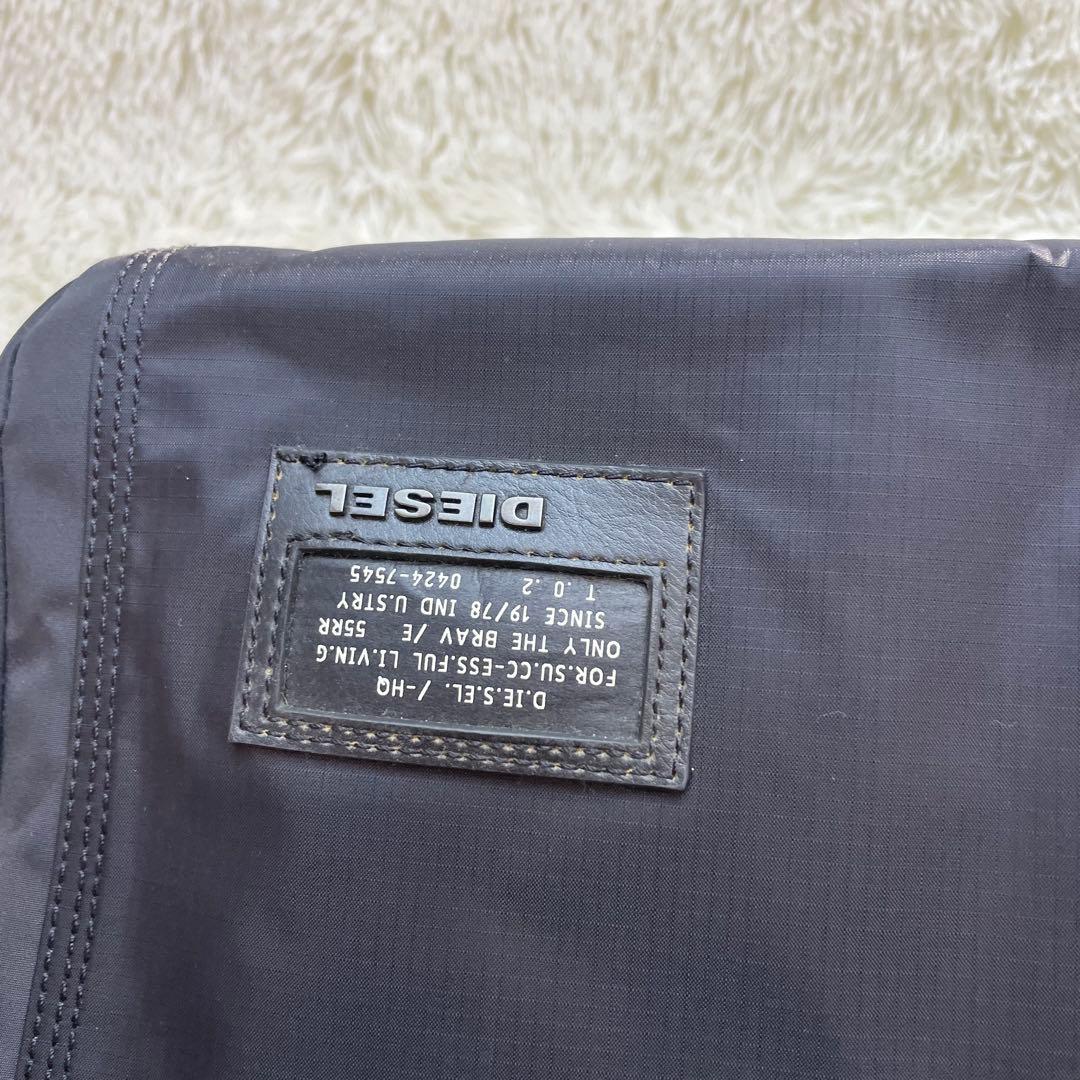 D.IE.S.EL. /-HQ
FOR.SU.CC-ESS.FUL LI.VIN.G
ONLY THE BRAV /E 55RR
SINCE 19/78 IND U.STRY
T.0.2 0424-7545
DIESEL